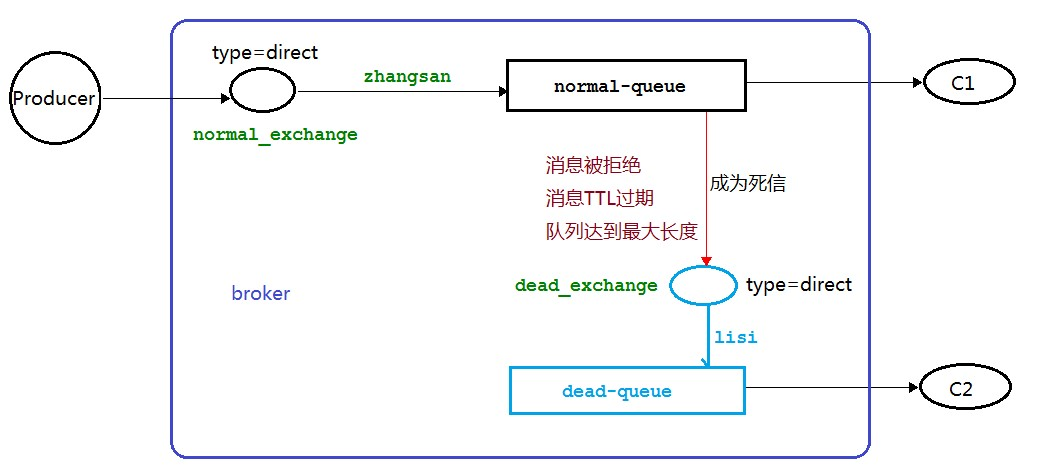 type=direct
Producer
zhangsan
normal-queue
C1
normal_exchange
消息被拒绝
消息TTL过期
队列达到最大长度
成为死信
dead_exchange
type=direct
broker
lisi
dead-queue
C2